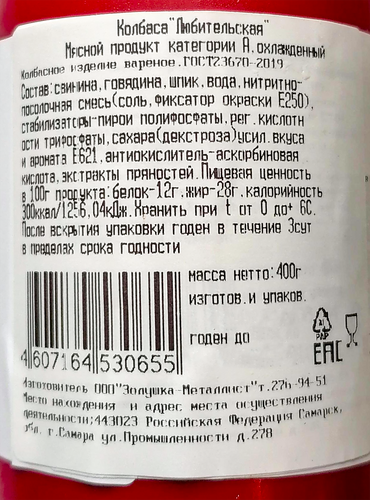 Колбаса"Любительская"
Мясной продукт категории А,охлажденный
Колбасное изделие вареное.ГОСТ23670-2019
Состав:свинина,говядина,шпик,вода,нитритно-
посолочная смесь(соль,фиксатор окраски Е250),
стабилизаторы-пирои полифосфаты,рег.кислотн
ости трифосфаты,сахара(декстроза)усил.вкуса
и аромата Е621,антиокислитель-аскорбиновая
кислота,экстракты пряностей.Пищевая ценность
в 100г продукта:белок-12г.жир-28г.калорийность
300ккал/1256,04кДж.Хранить при t от 0 до+ 6С.
После вскрытия упаковки годен в течение 3сут
в пределах срока годности
масса нетто:400г
изготов.и упаков.
годен до
4 607164 530655
EAC
Изготовитель ООО"Золушка-Металлист"т.276-94-51
Место нахождения и адрес места осуществления
деятельности:443023 Российская Федерация Самарск.
обл. г.Самара ул.Промышленности д.278